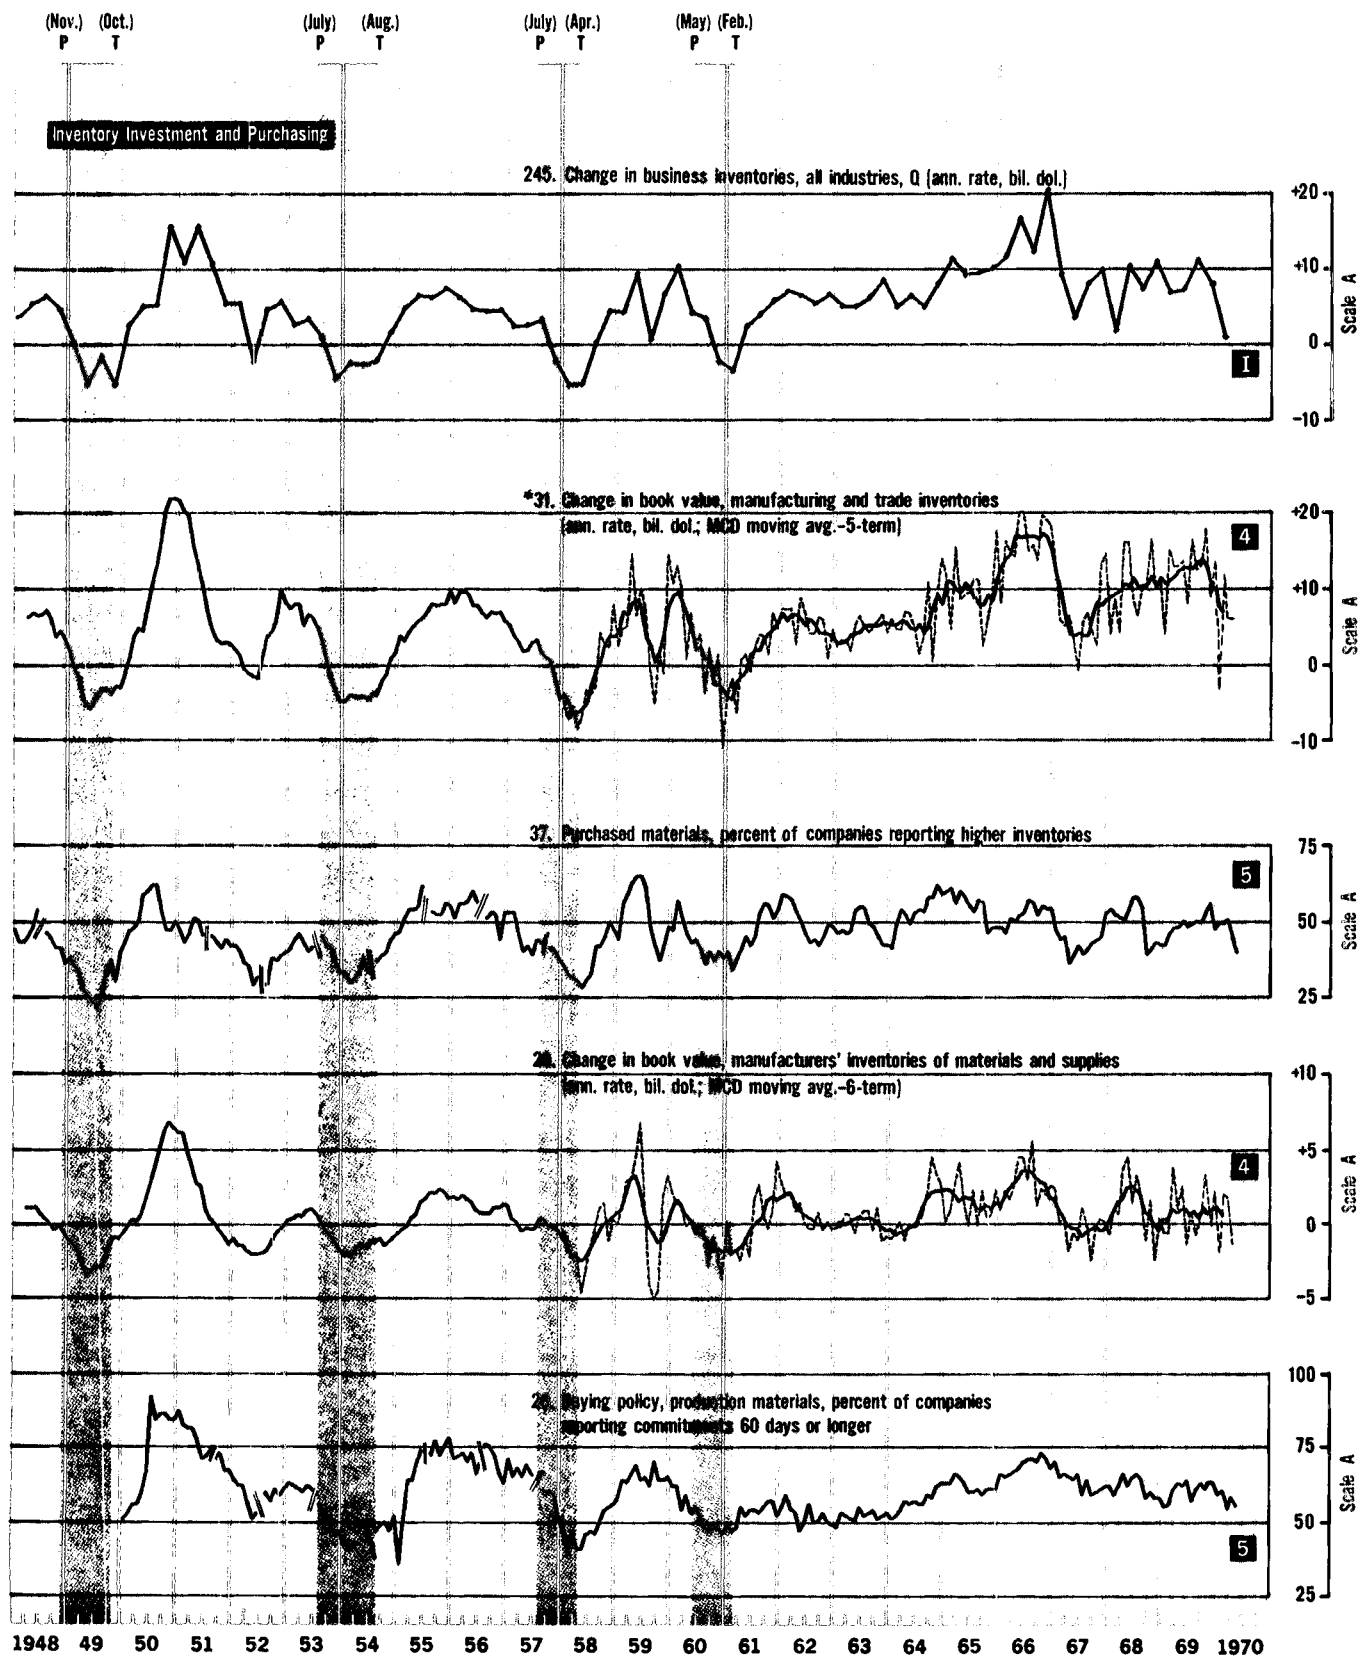 (Nov.) (Oct.) (July) (Aug.) (July) (Apr.) (May) (Feb.)
P T P T P T P T
Inventory Investment and Purchasing
245. Change in business inventories, all industries, Q (ann. rate, bil. dol.)
+20
+10
0
-10
Scale A
1
*31. Change in book value, manufacturing and trade inventories
(ann. rate, bil. dol.; MCD moving avg.-5-term)
+20
4
+10
0
-10
Scale A
37. Purchased materials, percent of companies reporting higher inventories
75
5
50
25
Scale A
Change in book value, manufacturers' inventories of materials and supplies
(ann. rate, bil. dol.; MCD moving avg.-6-term)
+10
+5
4
0
-5
Scale A
Buying policy, production materials, percent of companies
reporting commitments 60 days or longer
100
75
50
5
25
Scale A
1948 49 50 51 52 53 54 55 56 57 58 59 60 61 62 63 64 65 66 67 68 69 1970